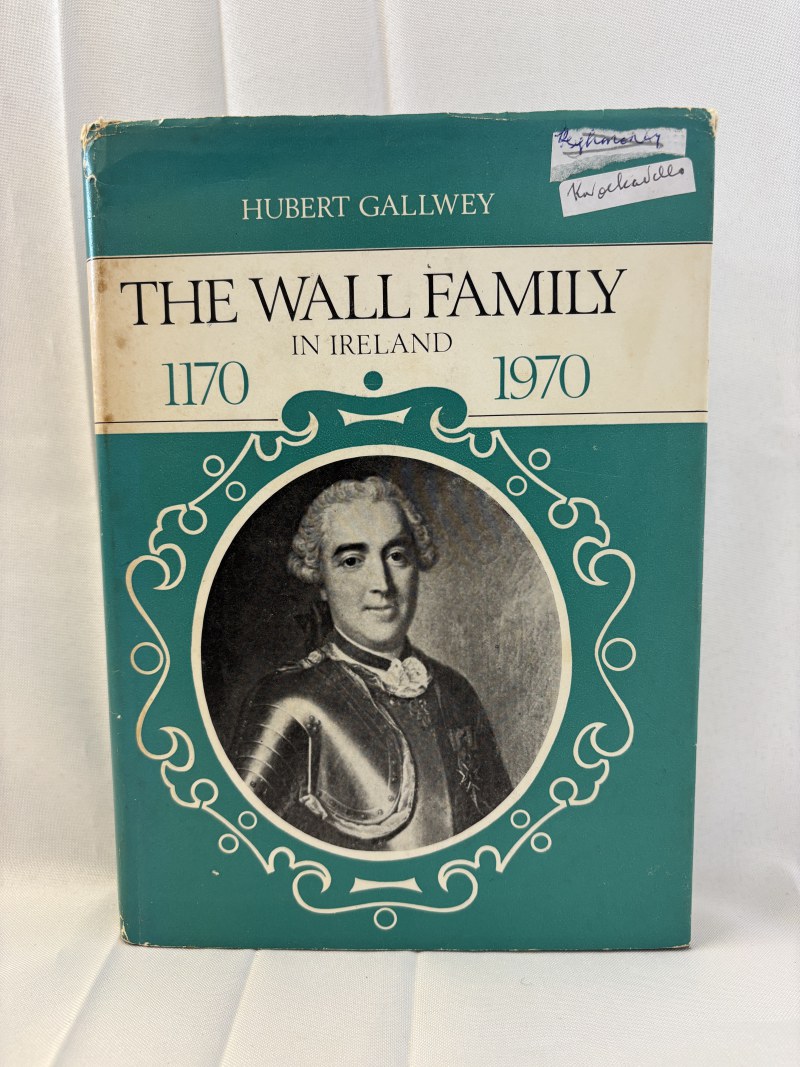 HUBERT GALLWEY
THE WALL FAMILY
IN IRELAND
1170
1970